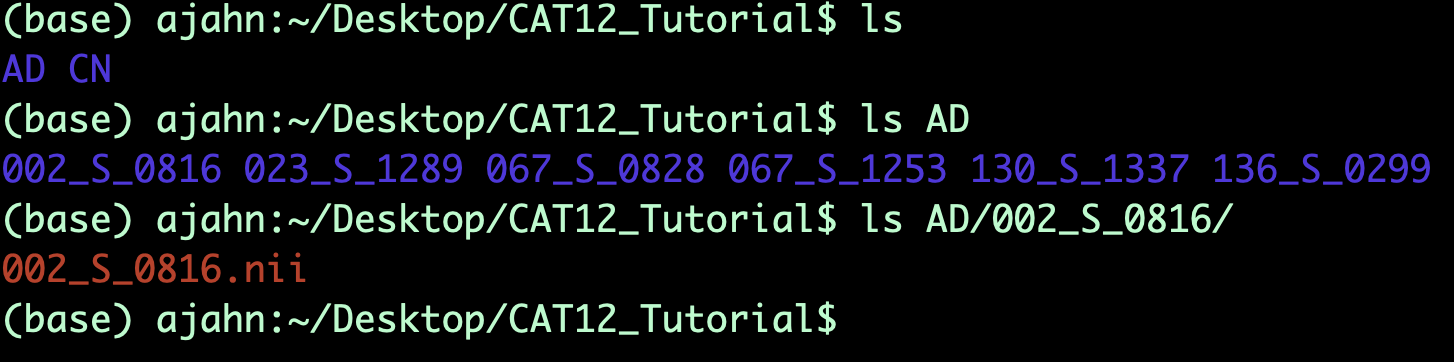 (base) ajahn:~/Desktop/CAT12_Tutorial$ ls
AD CN
(base) ajahn:~/Desktop/CAT12_Tutorial$ ls AD
002_S_0816 023_S_1289 067_S_0828 067_S_1253 130_S_1337 136_S_0299
(base) ajahn:~/Desktop/CAT12_Tutorial$ ls AD/002_S_0816/
002_S_0816.nii
(base) ajahn:~/Desktop/CAT12_Tutorial$